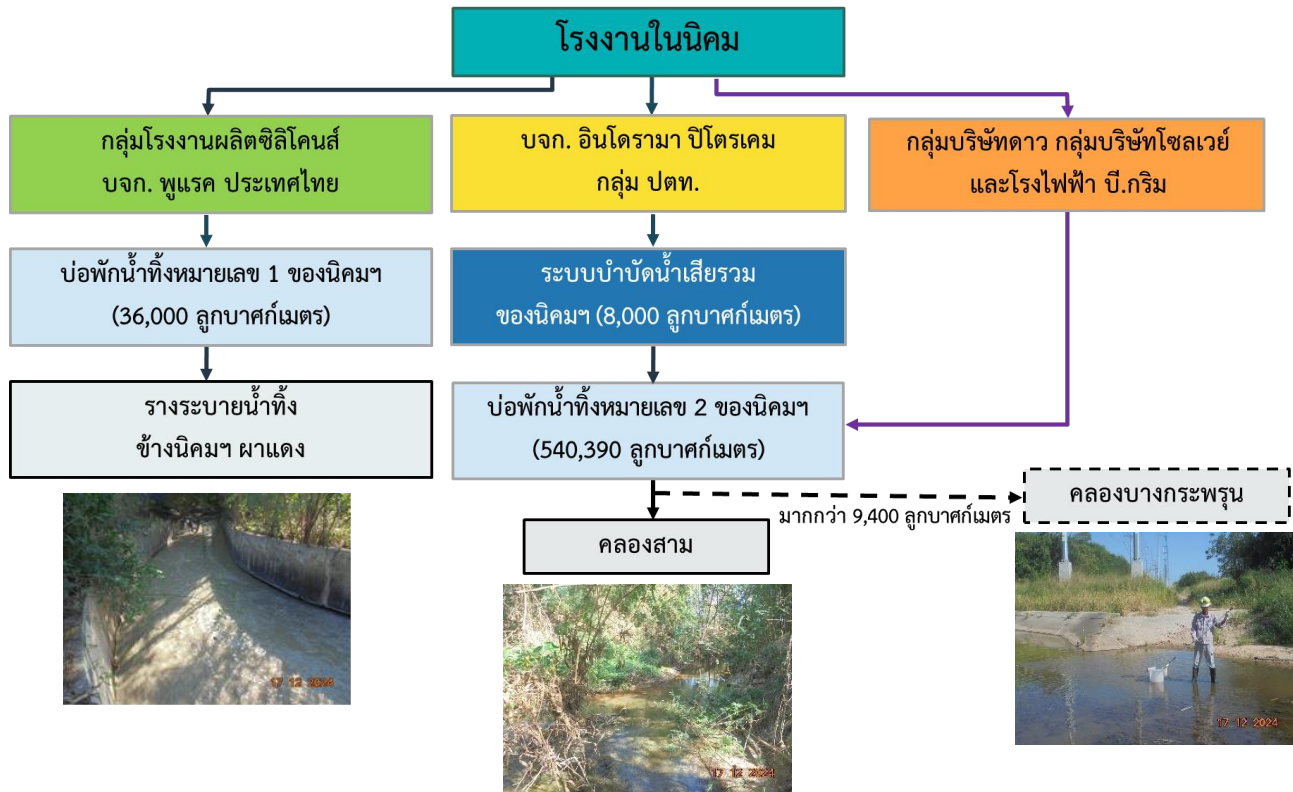 โรงงานในนิคม
กลุ่มโรงงานผลิตซิลิโคนส์
บจก. พูแรค ประเทศไทย
บจก. อินโดรามา ปิโตรเคม
กลุ่ม ปตท.
กลุ่มบริษัทดาว กลุ่มบริษัทโซลเวย์
และโรงไฟฟ้า บี.กริม
บ่อพักน้ำทิ้งหมายเลข 1 ของนิคมฯ
(36,000 ลูกบาศก์เมตร)
ระบบบำบัดน้ำเสียรวม
ของนิคมฯ (8,000 ลูกบาศก์เมตร)
รางระบายน้ำทิ้ง
ข้างนิคมฯ ผาแดง
บ่อพักน้ำทิ้งหมายเลข 2 ของนิคมฯ
(540,390 ลูกบาศก์เมตร)
มากกว่า 9,400 ลูกบาศก์เมตร
คลองบางกระพรุน
คลองสาม
17 12 2024
17 12 2024
17 12 2024